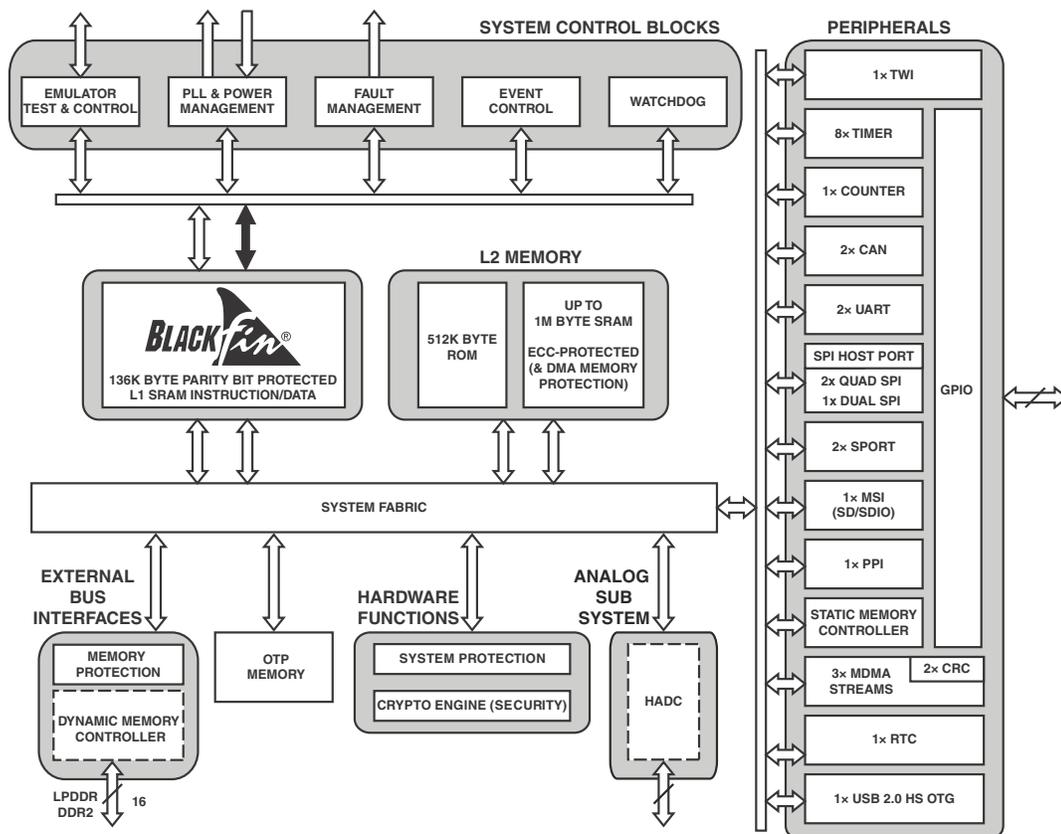 SYSTEM CONTROL BLOCKS
EMULATOR
TEST & CONTROL
PLL & POWER
MANAGEMENT
FAULT
MANAGEMENT
EVENT
CONTROL
WATCHDOG
L2 MEMORY
BLACKfin®
136K BYTE PARITY BIT PROTECTED
L1 SRAM INSTRUCTION/DATA
512K BYTE
ROM
UP TO
1M BYTE SRAM
ECC-PROTECTED
(& DMA MEMORY
PROTECTION)
SYSTEM FABRIC
EXTERNAL
BUS
INTERFACES
MEMORY
PROTECTION
DYNAMIC MEMORY
CONTROLLER
LPDDR
DDR2
16
OTP
MEMORY
HARDWARE
FUNCTIONS
SYSTEM PROTECTION
CRYPTO ENGINE (SECURITY)
ANALOG
SUB
SYSTEM
HADC
PERIPHERALS
1× TWI
8× TIMER
1× COUNTER
2× CAN
2× UART
SPI HOST PORT
2× QUAD SPI
1× DUAL SPI
2× SPORT
1× MSI
(SD/SDIO)
1× PPI
STATIC MEMORY
CONTROLLER
GPIO
3× MDMA
STREAMS
2× CRC
1× RTC
1× USB 2.0 HS OTG